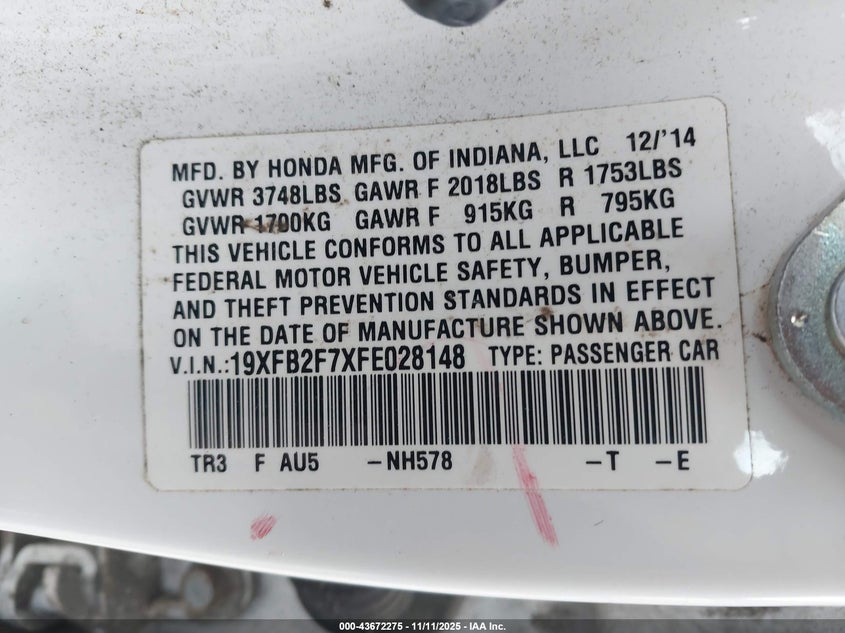 MFD. BY HONDA MFG. OF INDIANA, LLC 12/'14
GVWR 3748LBS GAWR F 2018LBS R 1753LBS
GVWR 1700KG GAWR F 915KG R 795KG
THIS VEHICLE CONFORMS TO ALL APPLICABLE
FEDERAL MOTOR VEHICLE SAFETY, BUMPER,
AND THEFT PREVENTION STANDARDS IN EFFECT
ON THE DATE OF MANUFACTURE SHOWN ABOVE.
V.I.N.:19XFB2F7XFE028148 TYPE: PASSENGER CAR
TR3 F AU5 -NH578 -T -E
000-43672275 - 11/11/2025 - IAA Inc.